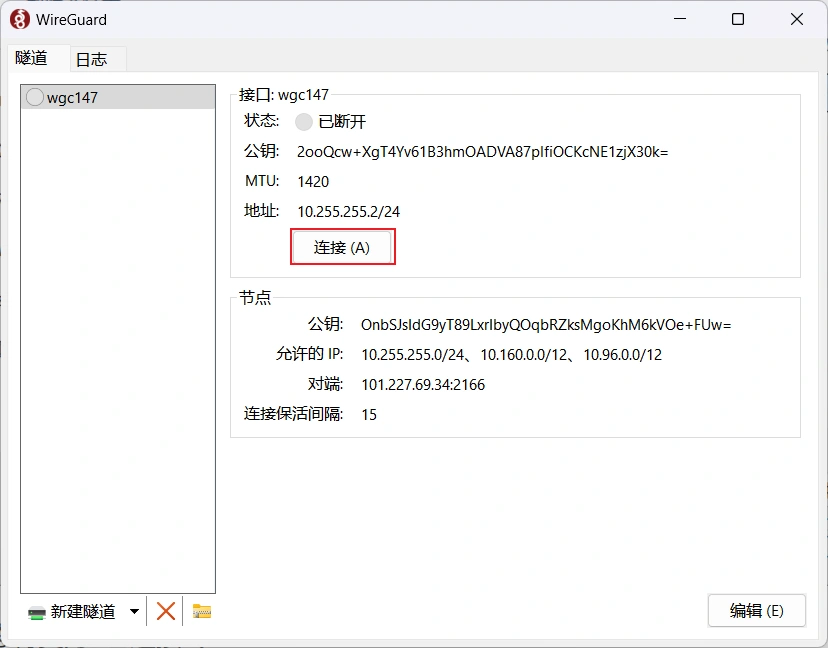 WireGuard
隧道 日志
wgc147
接口: wgc147
状态: 已断开
公钥: 2ooQcw+XgT4Yv61B3hmOADVA87plfiOCKcNE1zjX30k=
MTU: 1420
地址: 10.255.255.2/24
连接 (A)
节点
公钥: OnbSJsIdG9yT89LxrIbyQOqbRZksMgoKhM6kVOe+FUw=
允许的 IP: 10.255.255.0/24、10.160.0.0/12、10.96.0.0/12
对端: 101.227.69.34:2166
连接保活间隔: 15
新建隧道
编辑 (E)